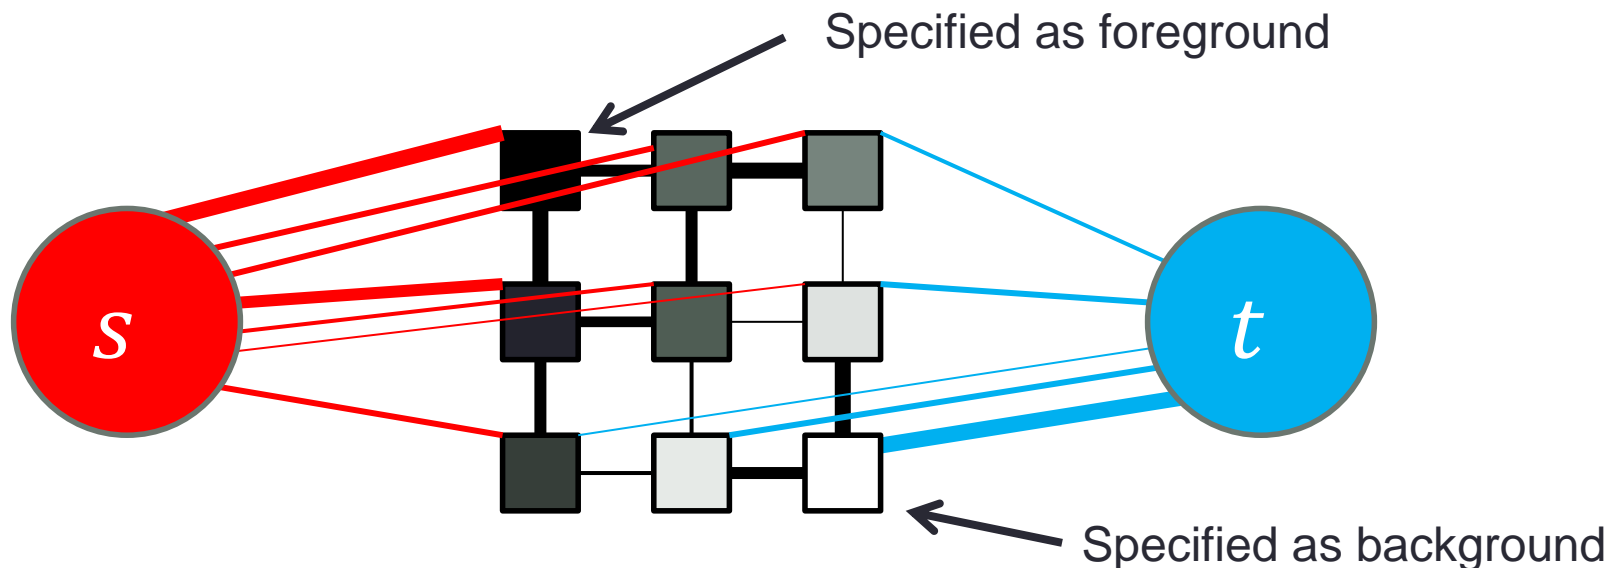 Specified as foreground
s
t
Specified as background